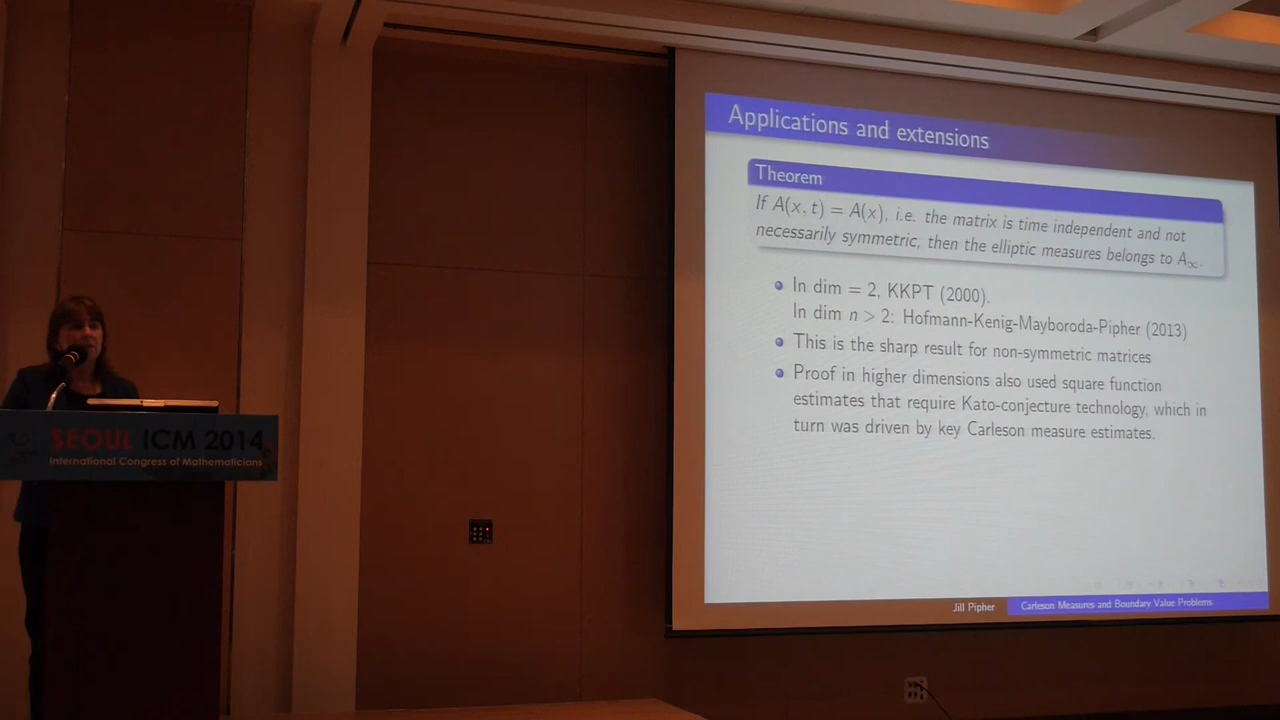 SEOUL ICM 2014
International Congress of Mathematicians
Applications and extensions
Theorem
If A(x, t) = A(x), i.e. the matrix is time independent and not
necessarily symmetric, then the elliptic measures belongs to A∞.
In dim = 2, KKPT (2000).
In dim n > 2: Hofmann-Kenig-Mayboroda-Pipher (2013)
This is the sharp result for non-symmetric matrices
Proof in higher dimensions also used square function
estimates that require Kato-conjecture technology, which in
turn was driven by key Carleson measure estimates.
Jill Pipher
Carleson Measures and Boundary Value Problems